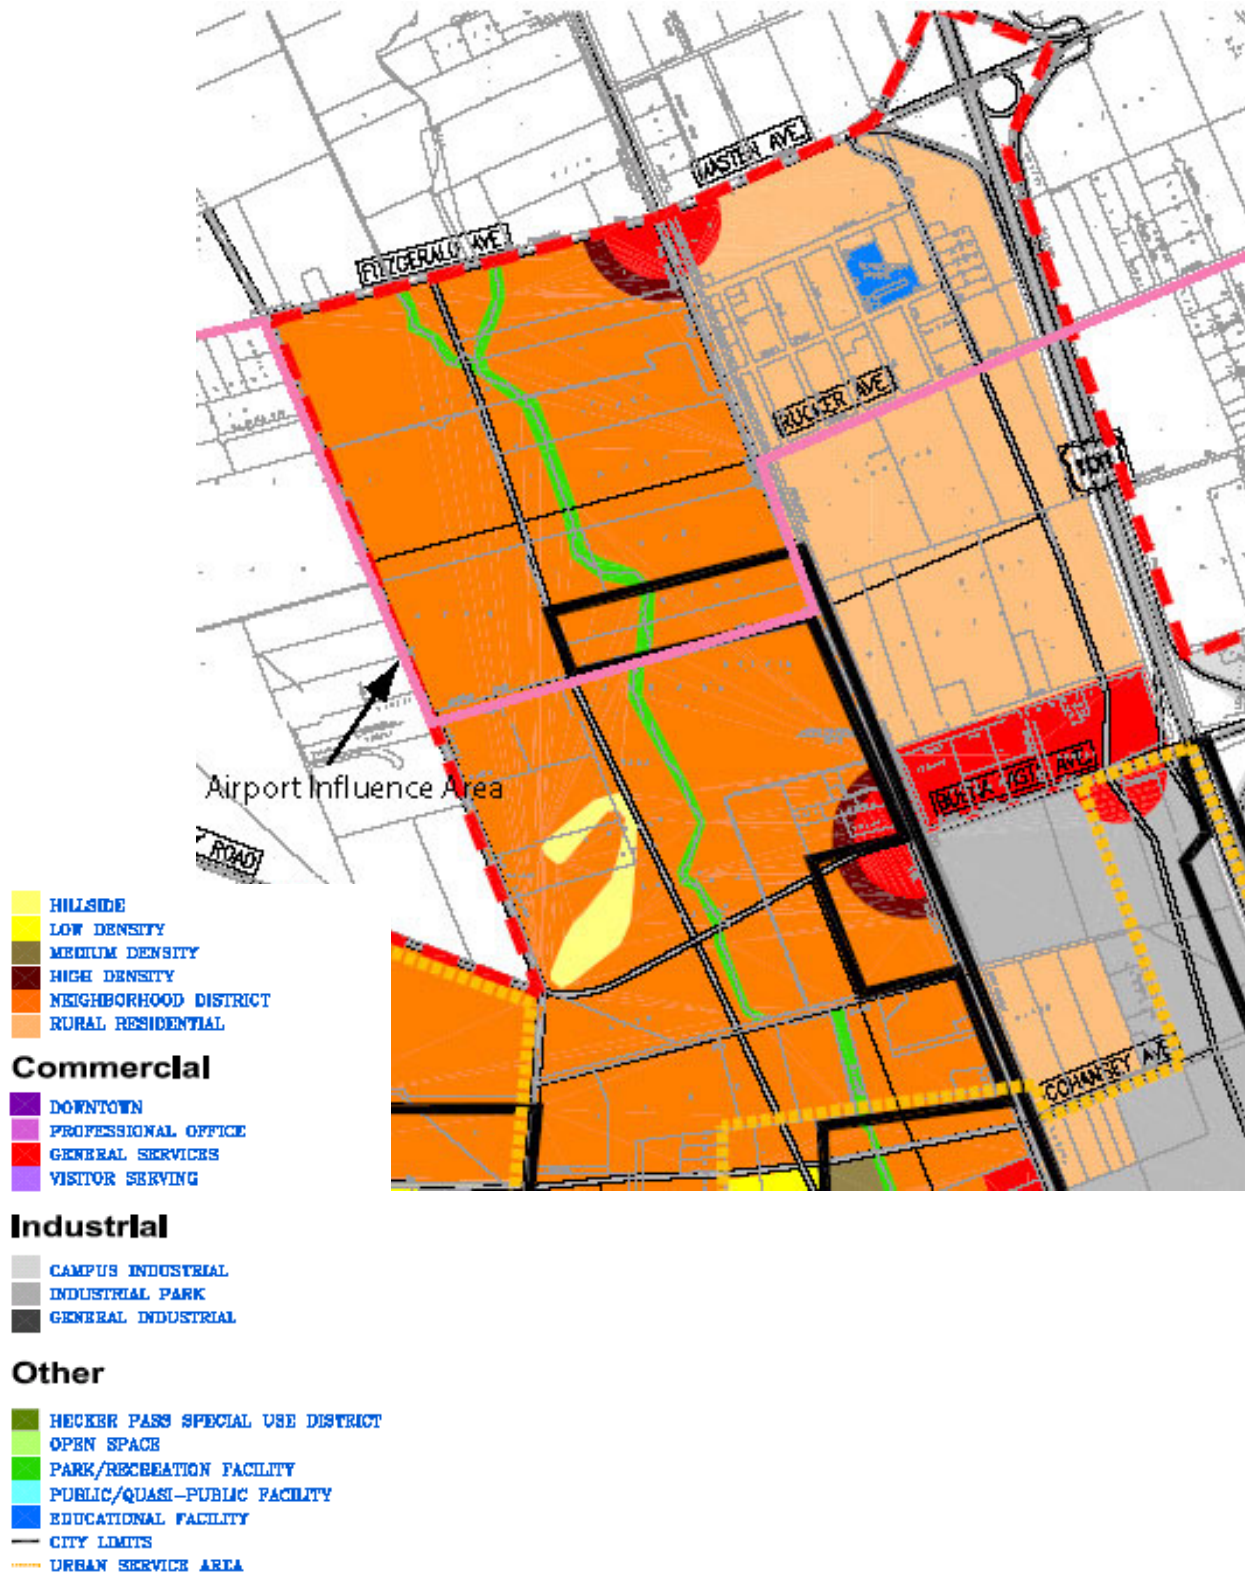 MASTEN AVE.
FITZGERALD AVE
RUCKER AVE.
101
Airport Influence Area
BUENA VISTA AVE.
Y ROAD
COHANSEY AVE
HILLSIDE
LOW DENSITY
MEDIUM DENSITY
HIGH DENSITY
NEIGHBORHOOD DISTRICT
RURAL RESIDENTIAL
Commercial
DOWNTOWN
PROFESSIONAL OFFICE
GENERAL SERVICES
VISITOR SERVING
Industrial
CAMPUS INDUSTRIAL
INDUSTRIAL PARK
GENERAL INDUSTRIAL
Other
HECKER PASS SPECIAL USE DISTRICT
OPEN SPACE
PARK/RECREATION FACILITY
PUBLIC/QUASI-PUBLIC FACILITY
EDUCATIONAL FACILITY
CITY LIMITS
URBAN SERVICE AREA